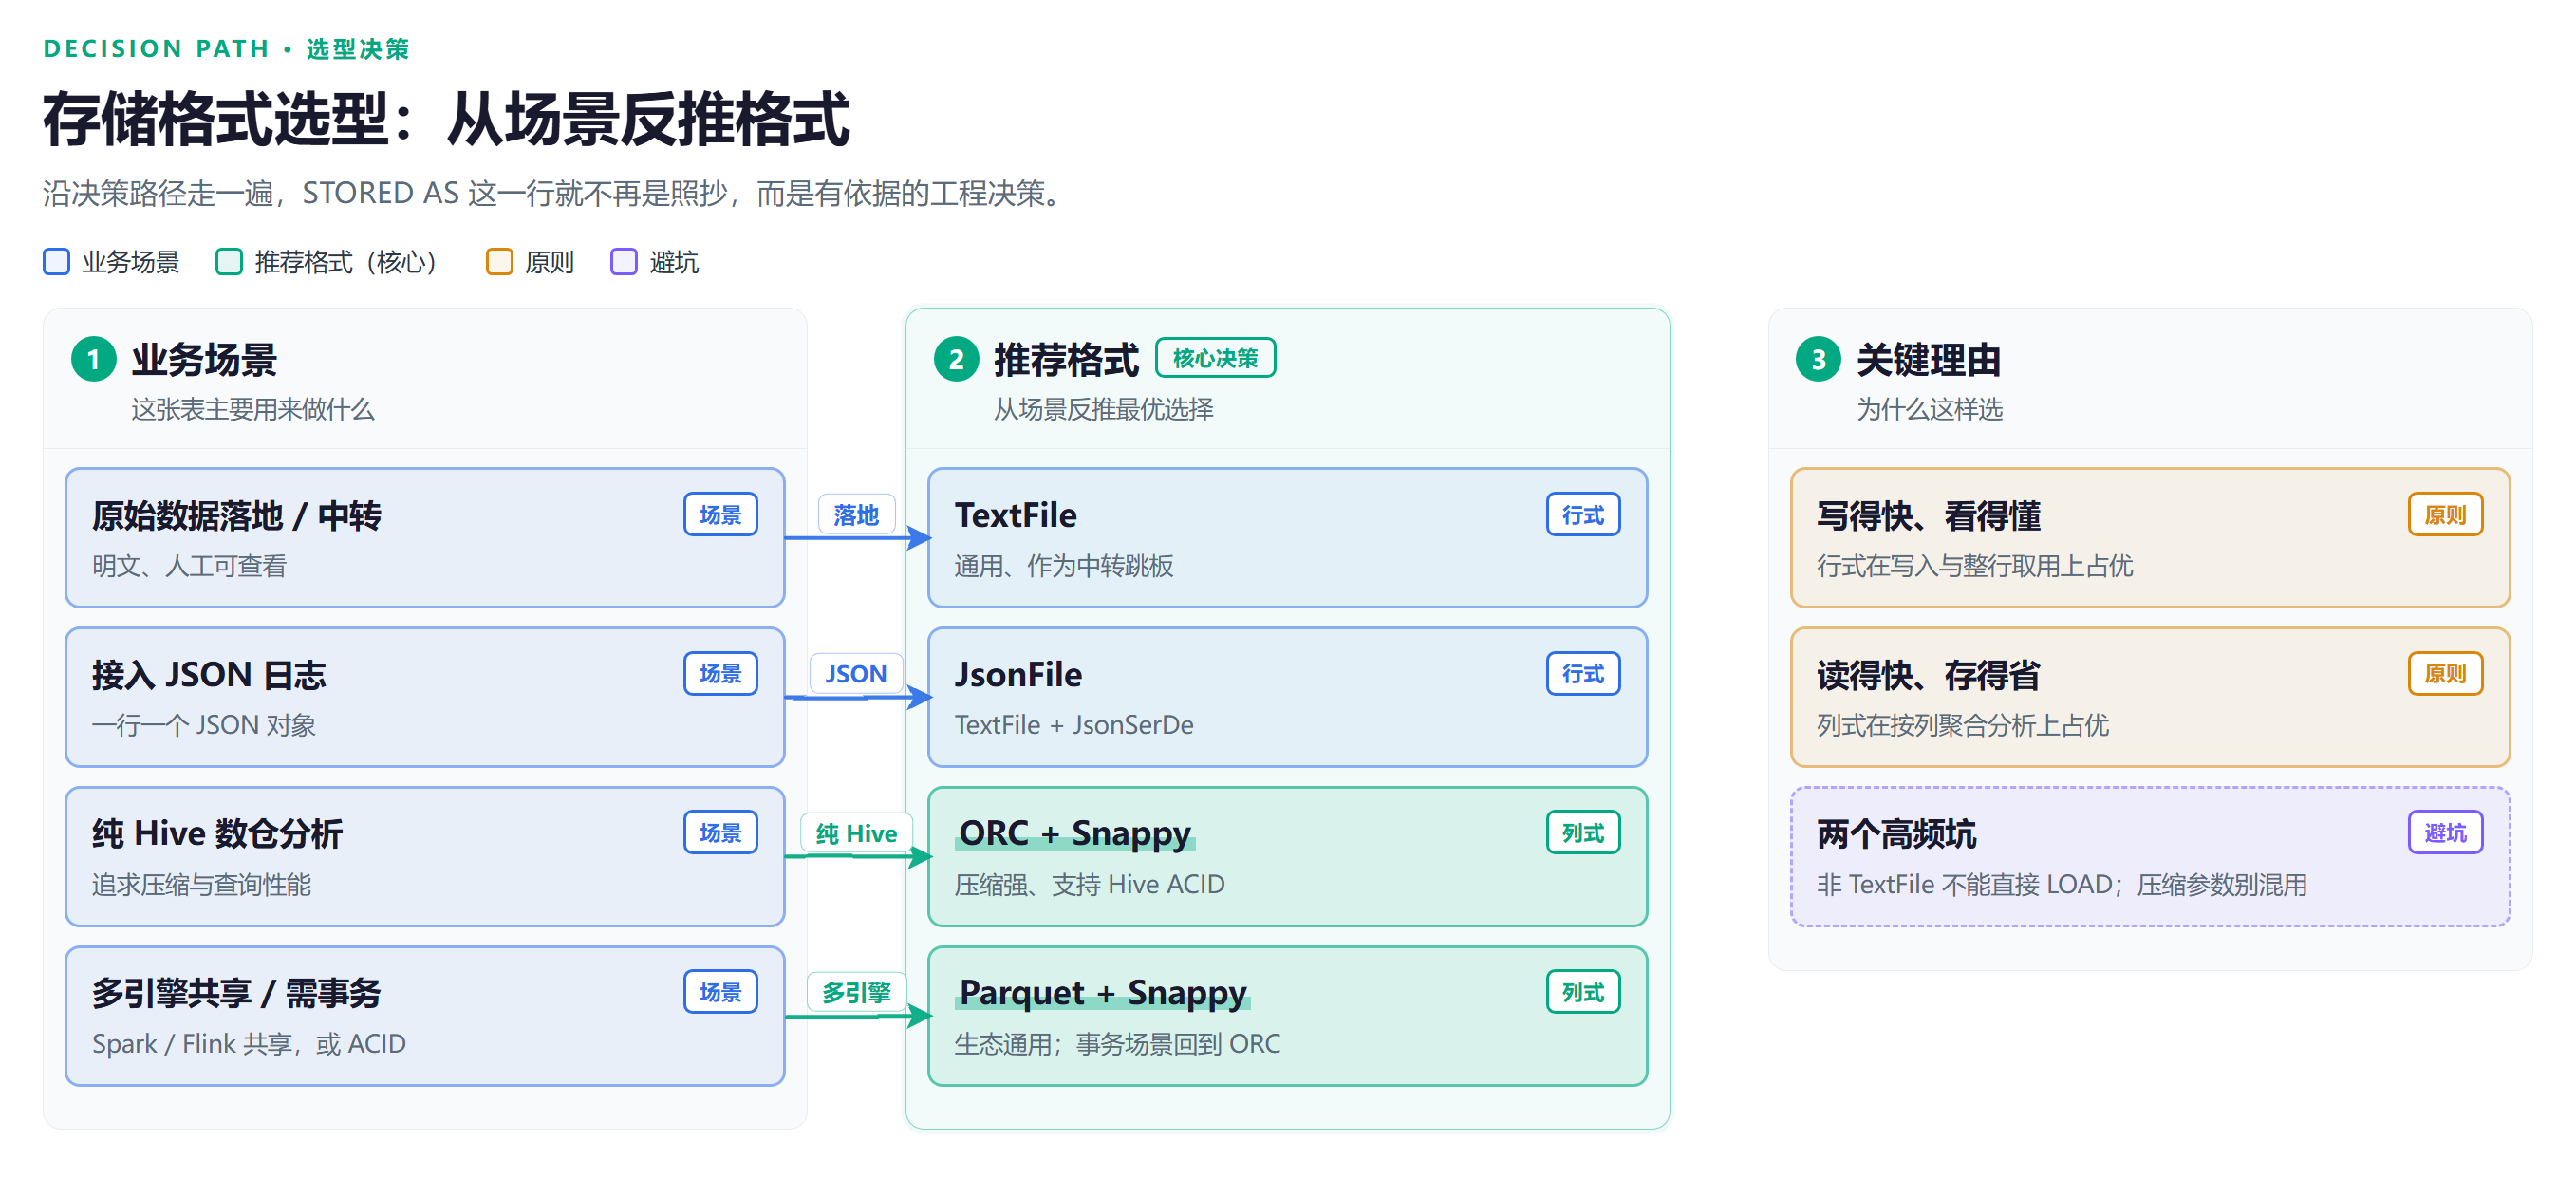 DECISION PATH • 选型决策
存储格式选型：从场景反推格式
沿决策路径走一遍，STORED AS 这一行就不再是照抄，而是有依据的工程决策。
业务场景
推荐格式（核心）
原则
避坑
1 业务场景
这张表主要用来做什么
原始数据落地 / 中转
场景
明文、人工可查看
接入 JSON 日志
场景
一行一个 JSON 对象
纯 Hive 数仓分析
场景
追求压缩与查询性能
多引擎共享 / 需事务
场景
Spark / Flink 共享，或 ACID
落地
JSON
纯 Hive
多引擎
2 推荐格式
核心决策
从场景反推最优选择
TextFile
行式
通用、作为中转跳板
JsonFile
行式
TextFile + JsonSerDe
ORC + Snappy
列式
压缩强、支持 Hive ACID
Parquet + Snappy
列式
生态通用；事务场景回到 ORC
3 关键理由
为什么这样选
写得快、看得懂
原则
行式在写入与整行取用上占优
读得快、存得省
原则
列式在按列聚合分析上占优
两个高频坑
避坑
非 TextFile 不能直接 LOAD；压缩参数别混用